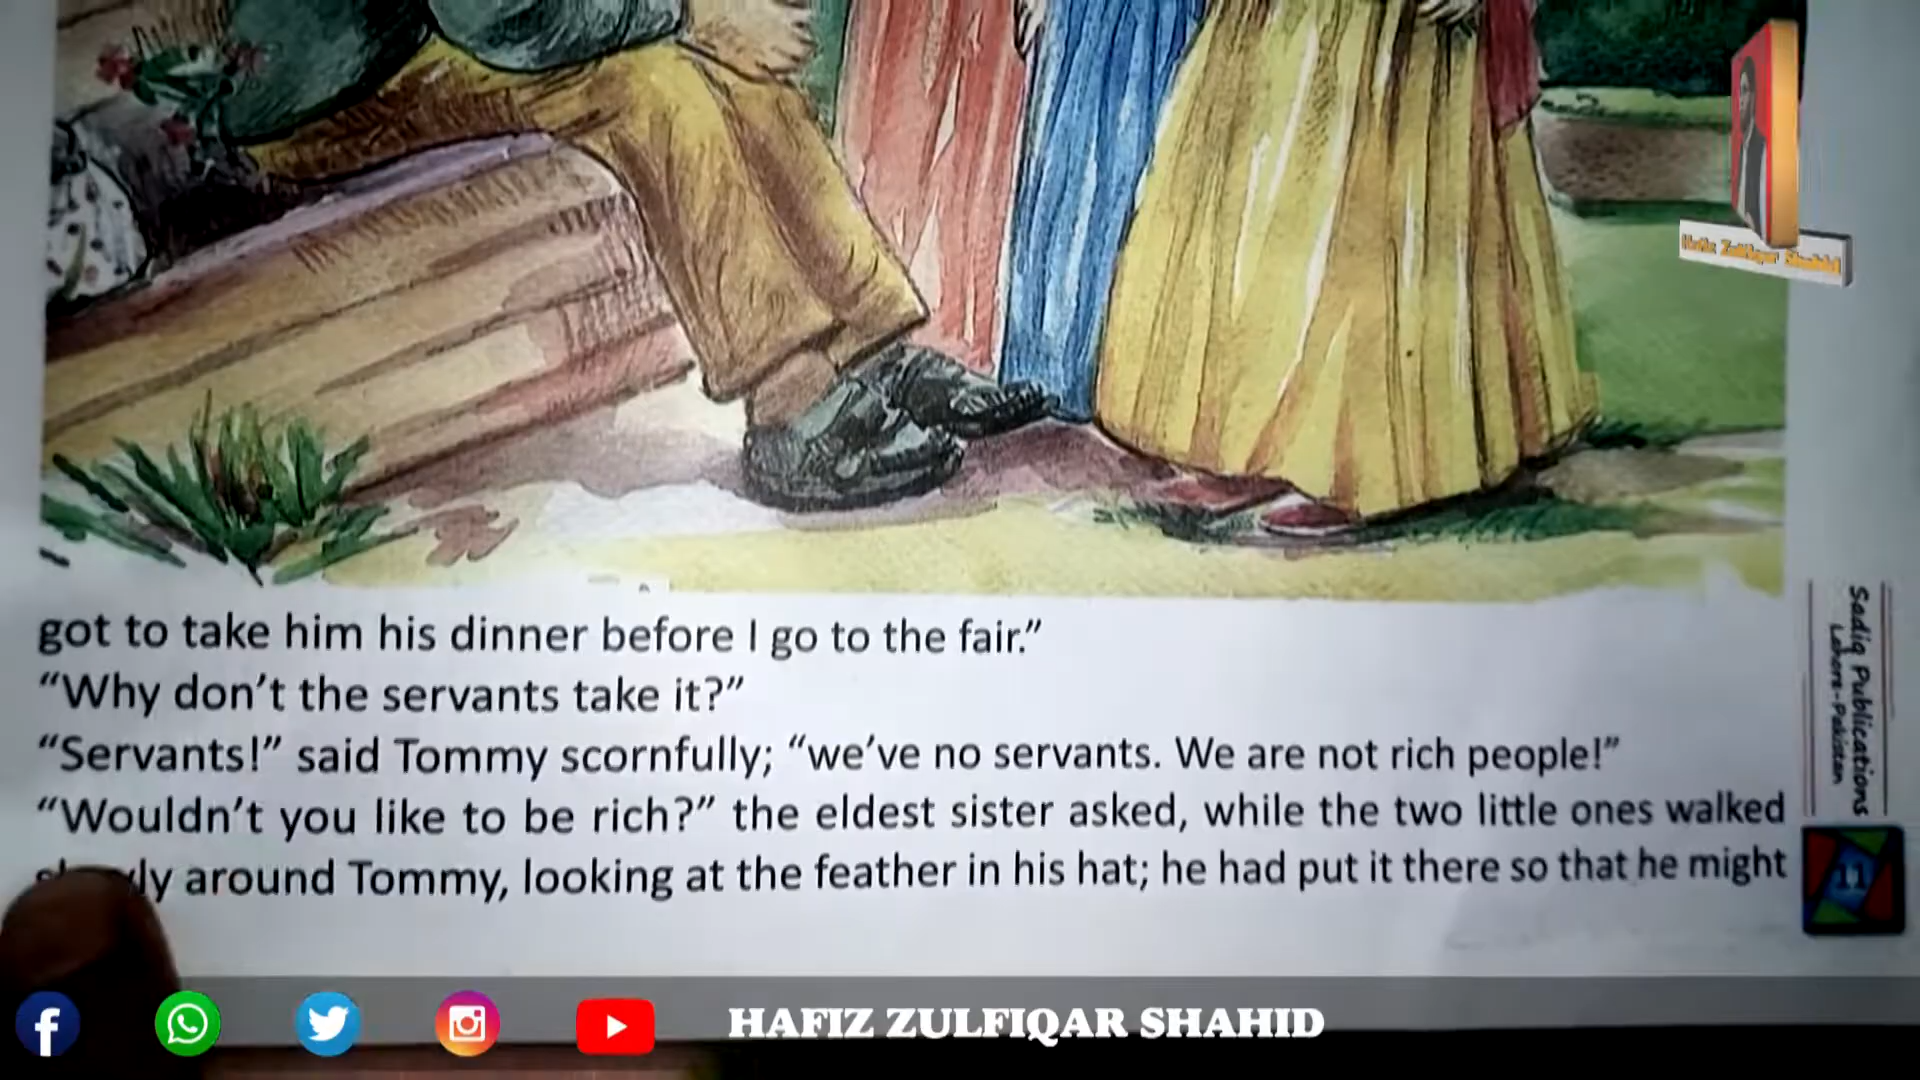 Hafiz Zulfiqar Shahid
got to take him his dinner before I go to the fair.”
“Why don’t the servants take it?”
“Servants!” said Tommy scornfully; “we’ve no servants. We are not rich people!”
“Wouldn’t you like to be rich?” the eldest sister asked, while the two little ones walked
around Tommy, looking at the feather in his hat; he had put it there so that he might
Sadiq Publications
Lahore-Pakistan
11
HAFIZ ZULFIQAR SHAHID